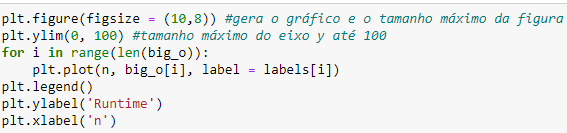 plt.figure(figsize = (10,8)) #gera o gráfico e o tamanho máximo da figura
plt.ylim(0, 100) #tamanho máximo do eixo y até 100
for i in range(len(big_o)):
    plt.plot(n, big_o[i], label = labels[i])
plt.legend()
plt.ylabel('Runtime')
plt.xlabel('n')